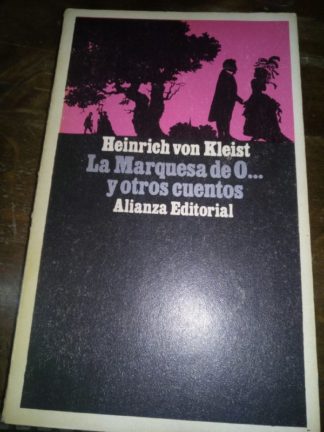 Heinrich von Kleist
La Marquesa de O...
y otros cuentos
Alianza Editorial